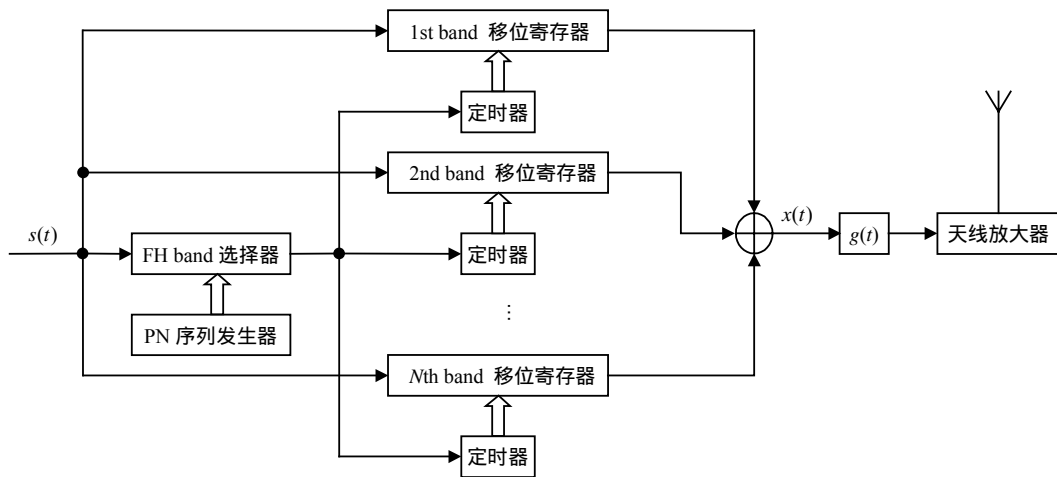 1st band 移位寄存器
定时器
2nd band 移位寄存器
s(t)
x(t)
g(t)
天线放大器
FH band 选择器
定时器
PN 序列发生器
⋮
Nth band 移位寄存器
定时器